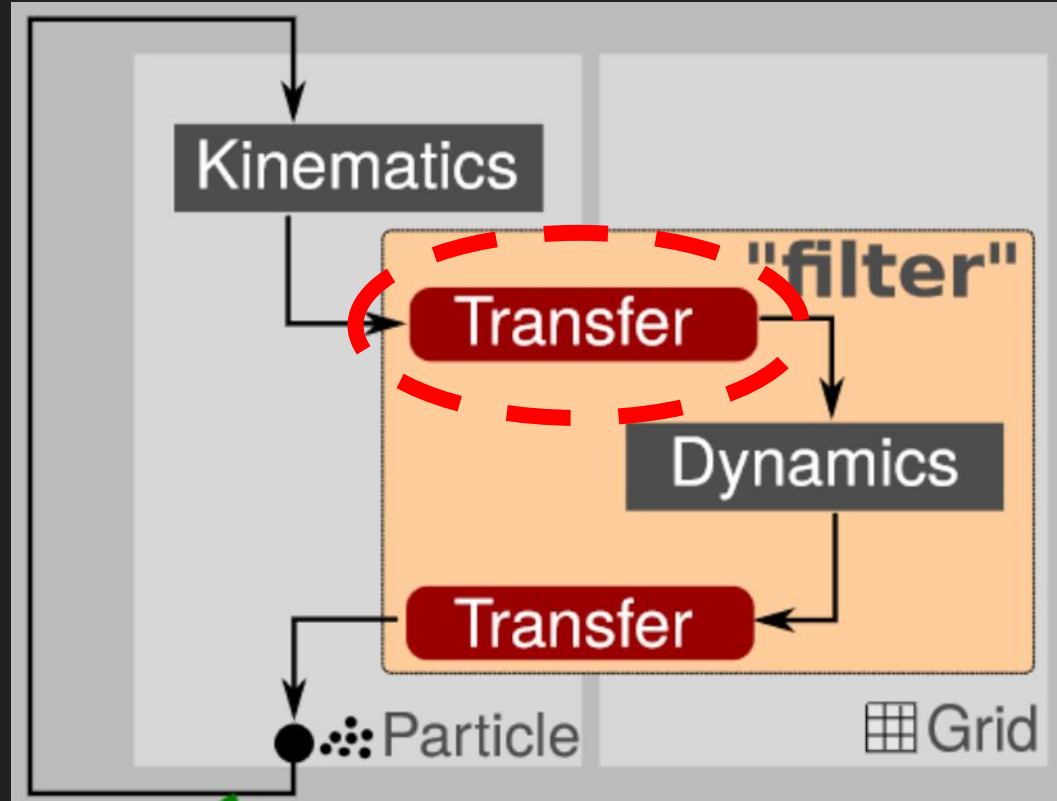 Kinematics
"filter"
Transfer
Dynamics
Transfer
Particle
Grid